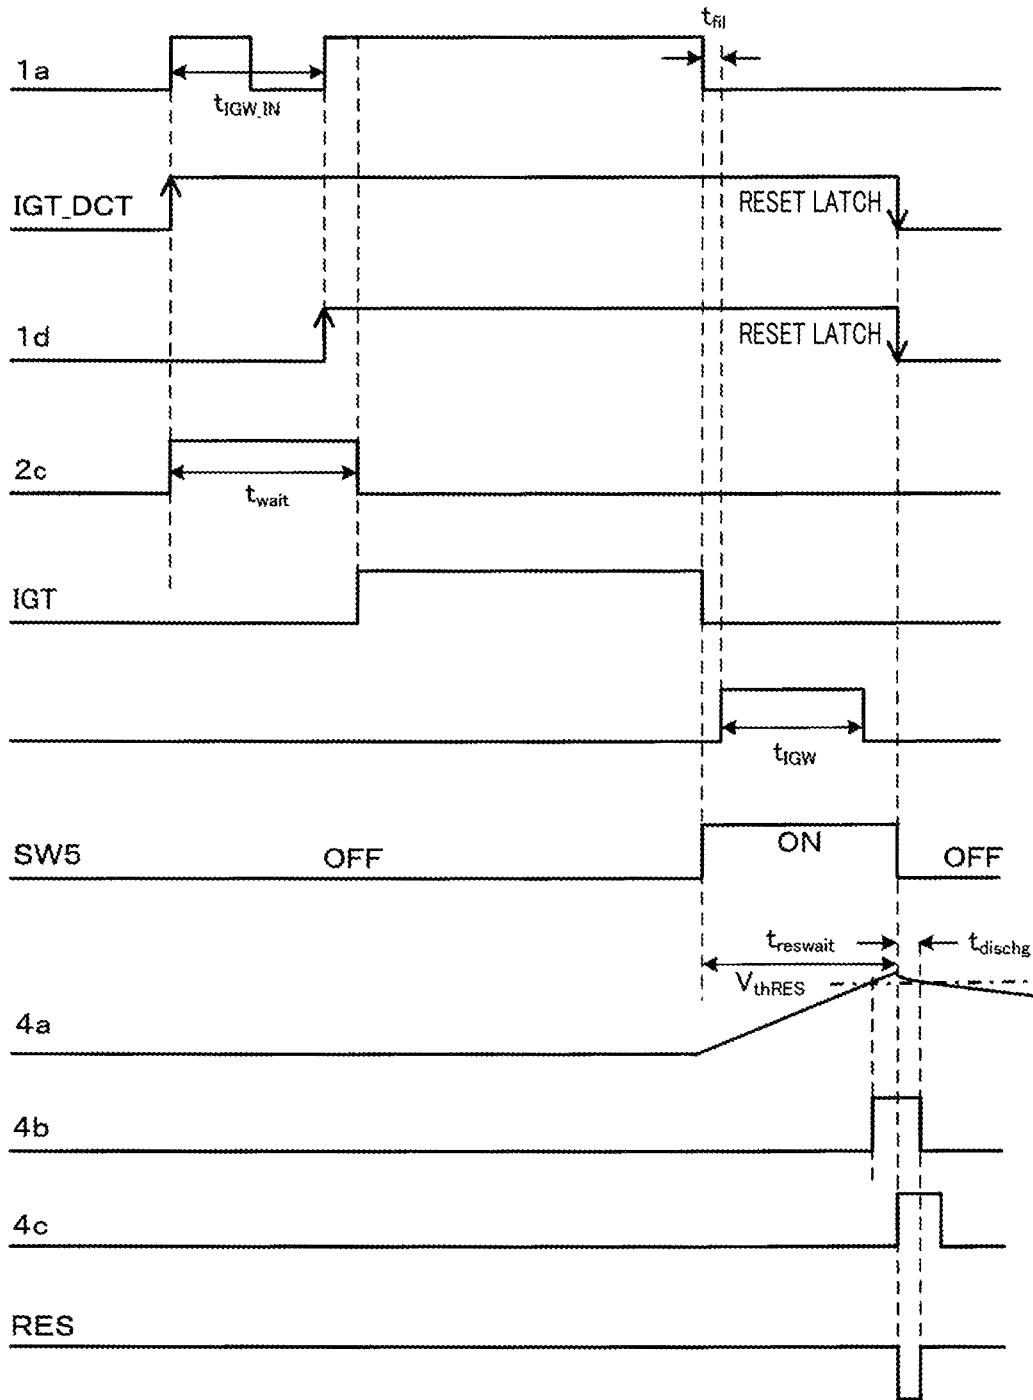 t_fil
1a
t_IGW_IN
IGT_DCT
RESET LATCH
1d
RESET LATCH
2c
t_wait
IGT
t_IGW
SW5
OFF
ON
OFF
t_reswait
t_dischg
V_thRES
4a
4b
4c
RES